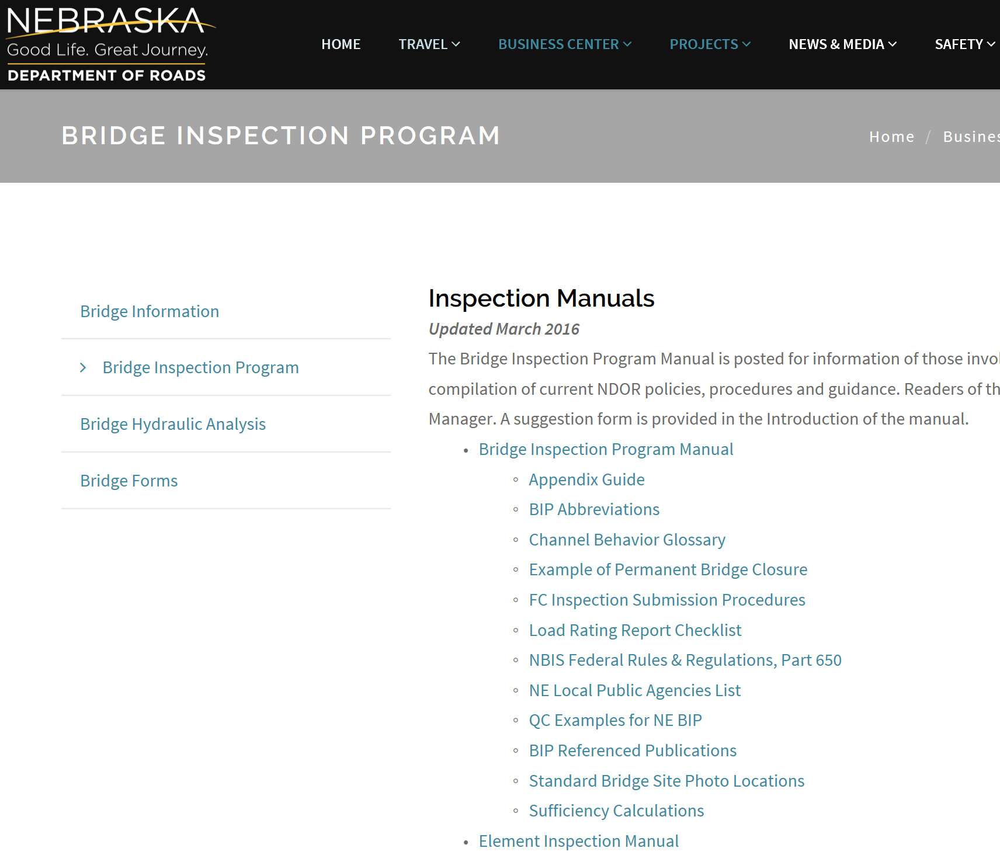 NEBRASKA
Good Life. Great Journey.
DEPARTMENT OF ROADS
HOME TRAVEL BUSINESS CENTER PROJECTS NEWS & MEDIA SAFETY
BRIDGE INSPECTION PROGRAM
Home /
Bridge Information
Bridge Inspection Program
Bridge Hydraulic Analysis
Bridge Forms
Inspection Manuals
Updated March 2016
The Bridge Inspection Program Manual is posted for information of those
compilation of current NDOR policies, procedures and guidance. Readers of
Manager. A suggestion form is provided in the Introduction of the manual.
• Bridge Inspection Program Manual
◦ Appendix Guide
◦ BIP Abbreviations
◦ Channel Behavior Glossary
◦ Example of Permanent Bridge Closure
◦ FC Inspection Submission Procedures
◦ Load Rating Report Checklist
◦ NBIS Federal Rules & Regulations, Part 650
◦ NE Local Public Agencies List
◦ QC Examples for NE BIP
◦ BIP Referenced Publications
◦ Standard Bridge Site Photo Locations
◦ Sufficiency Calculations
• Element Inspection Manual